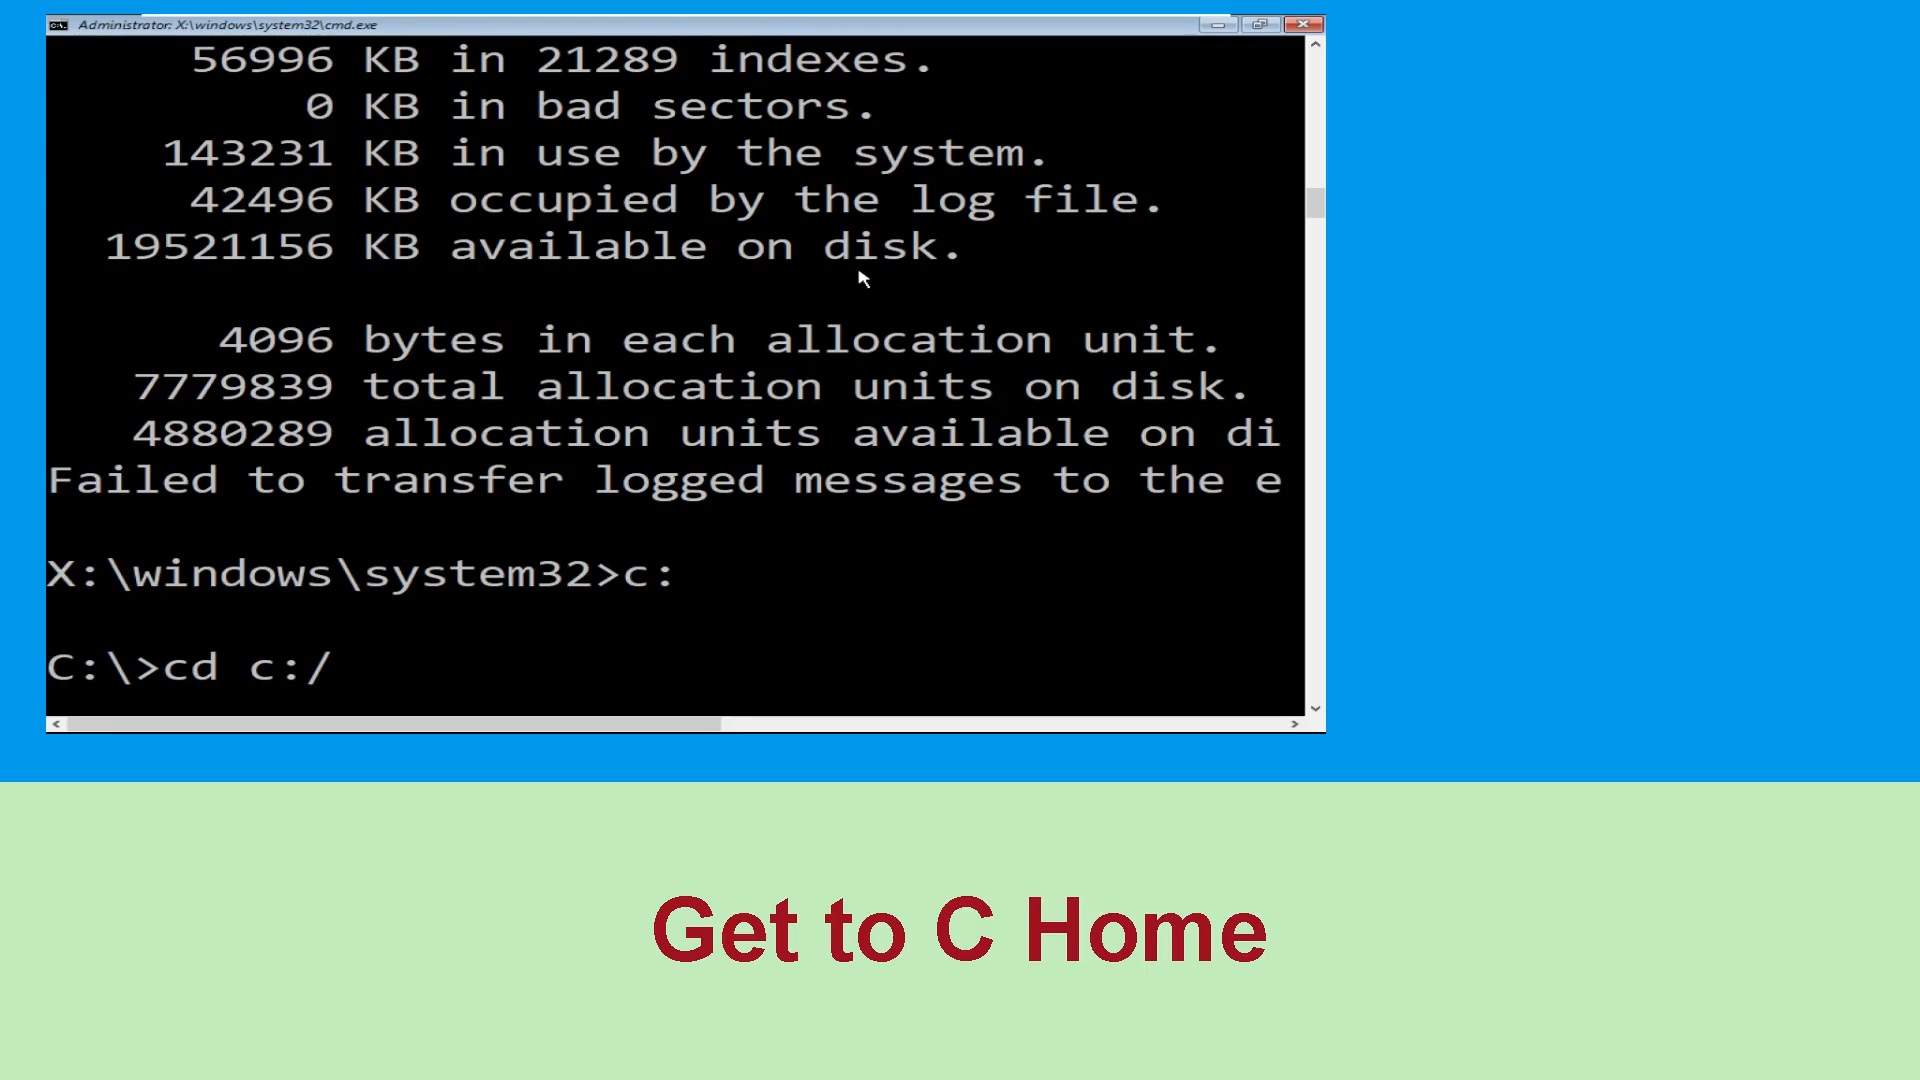 Administrator: X:\windows\system32\cmd.exe
56996 KB in 21289 indexes.
0 KB in bad sectors.
143231 KB in use by the system.
42496 KB occupied by the log file.
19521156 KB available on disk.
4096 bytes in each allocation unit.
7779839 total allocation units on disk.
4880289 allocation units available on di
Failed to transfer logged messages to the e
X:\windows\system32>c:
C:\>cd c:/
Get to C Home